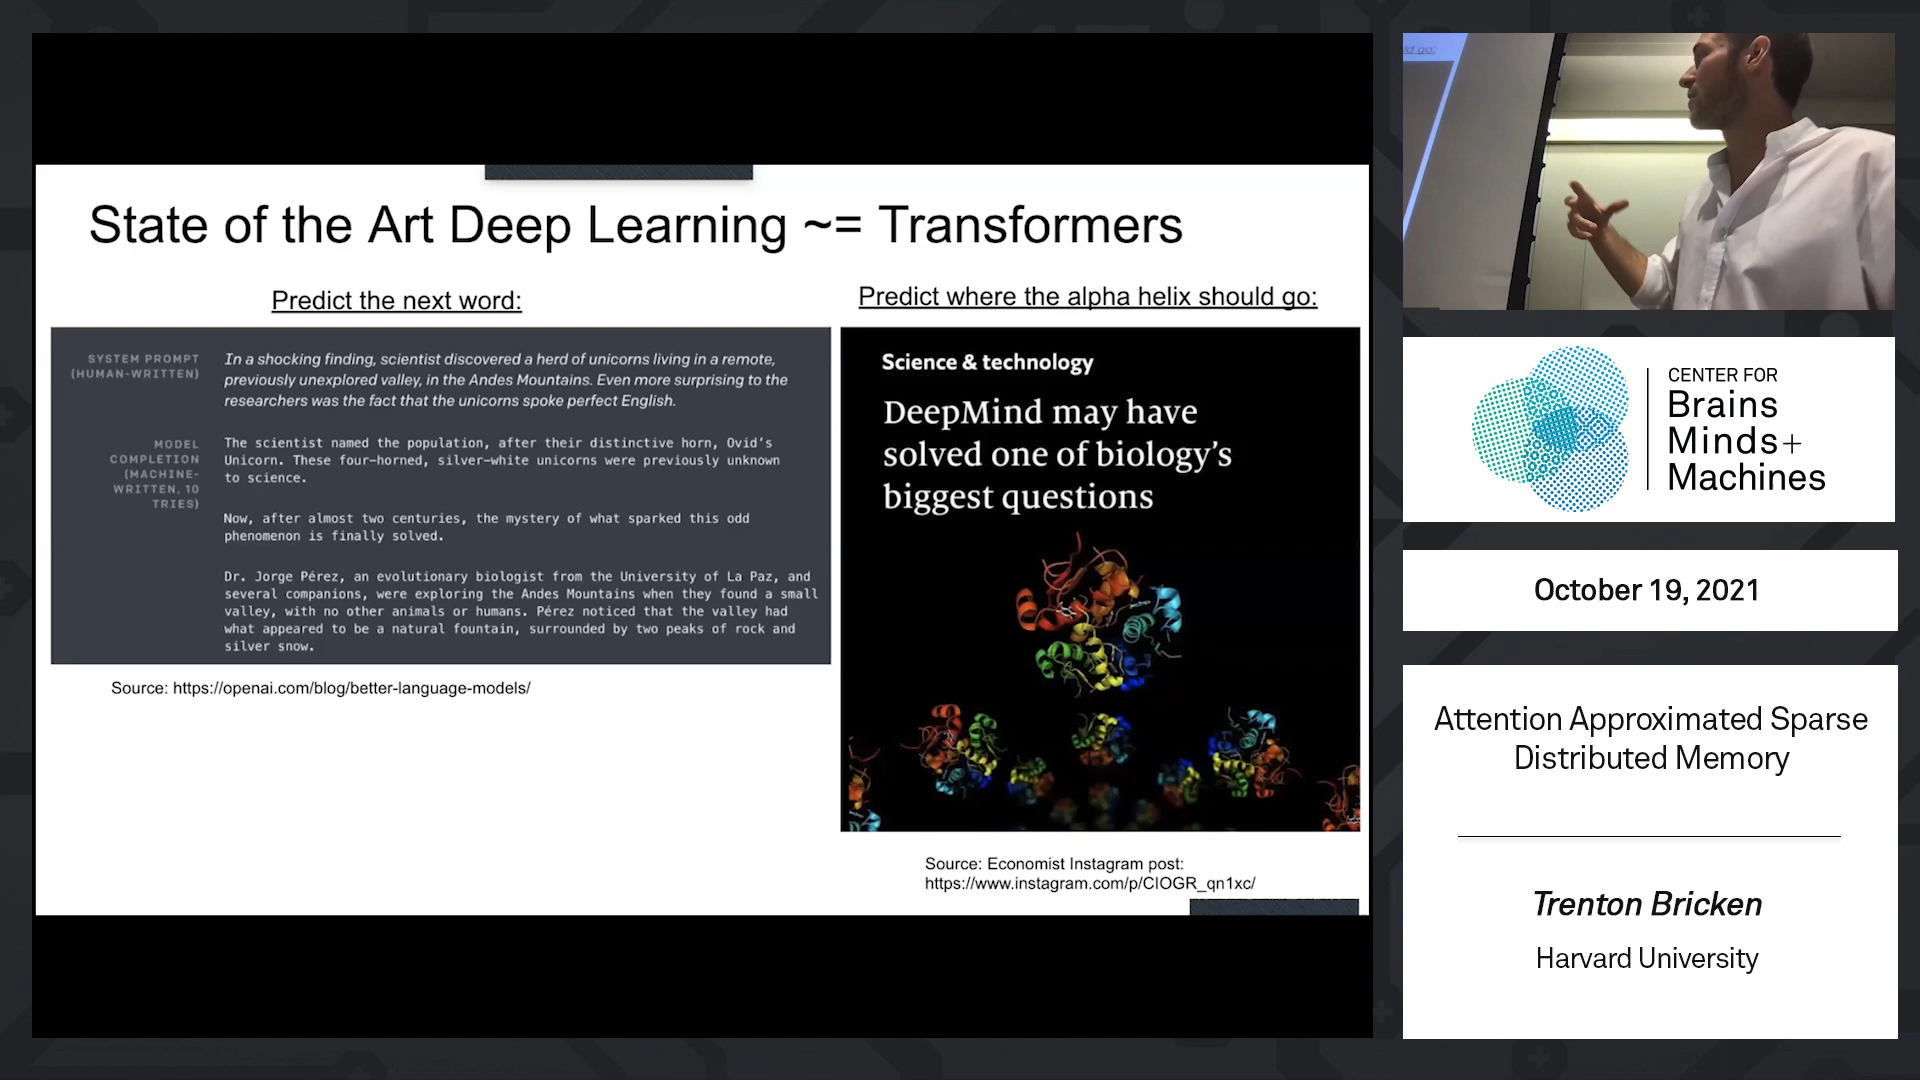 State of the Art Deep Learning ~= Transformers
Predict the next word:
SYSTEM PROMPT
(HUMAN-WRITTEN)
In a shocking finding, scientist discovered a herd of unicorns living in a remote,
previously unexplored valley, in the Andes Mountains. Even more surprising to the
researchers was the fact that the unicorns spoke perfect English.
MODEL
COMPLETION
(MACHINE-
WRITTEN, 10
TRIES)
The scientist named the population, after their distinctive horn, Ovid's
Unicorn. These four-horned, silver-white unicorns were previously unknown
to science.
Now, after almost two centuries, the mystery of what sparked this odd
phenomenon is finally solved.
Dr. Jorge Pérez, an evolutionary biologist from the University of La Paz, and
several companions, were exploring the Andes Mountains when they found a small
valley, with no other animals or humans. Pérez noticed that the valley had
what appeared to be a natural fountain, surrounded by two peaks of rock and
silver snow.
Source: https://openai.com/blog/better-language-models/
Predict where the alpha helix should go:
Science & technology
DeepMind may have
solved one of biology's
biggest questions
Source: Economist Instagram post:
https://www.instagram.com/p/CIOGR_qn1xc/
ld go:
CENTER FOR
Brains
Minds+
Machines
October 19, 2021
Attention Approximated Sparse
Distributed Memory
Trenton Bricken
Harvard University